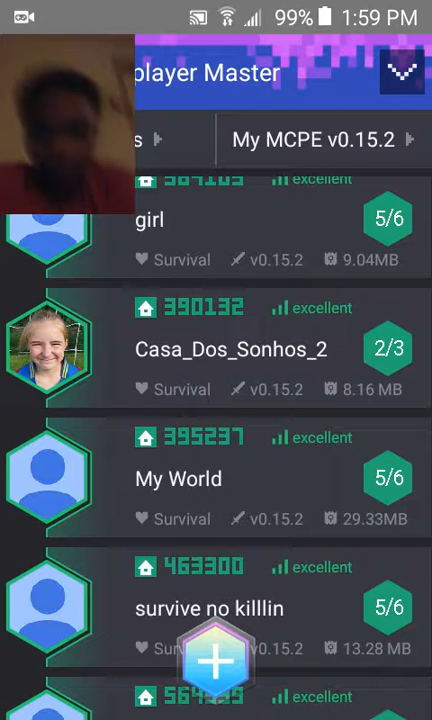 99% 1:59 PM
player Master
s My MCPE v0.15.2
excellent
girl 5/6
Survival v0.15.2 9.04MB
390132 excellent
Casa_Dos_Sonhos_2 2/3
Survival v0.15.2 8.16 MB
395237 excellent
My World 5/6
Survival v0.15.2 29.33MB
463300 excellent
survive no killlin 5/6
v0.15.2 13.28 MB
excellent